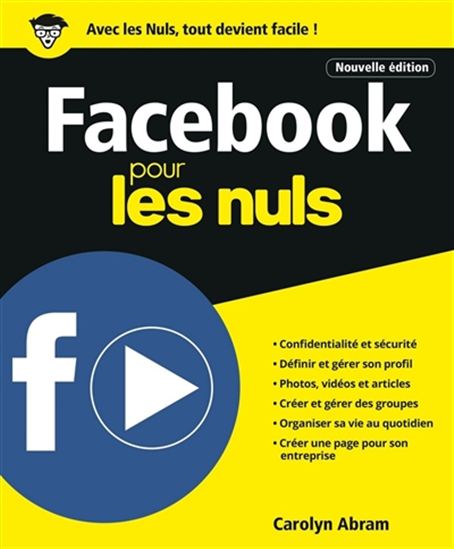 Avec les Nuls, tout devient facile !
Nouvelle édition
Facebook
pour
les nuls
f
• Confidentialité et sécurité
• Définir et gérer son profil
• Photos, vidéos et articles
• Créer et gérer des groupes
• Organiser sa vie au quotidien
• Créer une page pour son
entreprise
Carolyn Abram